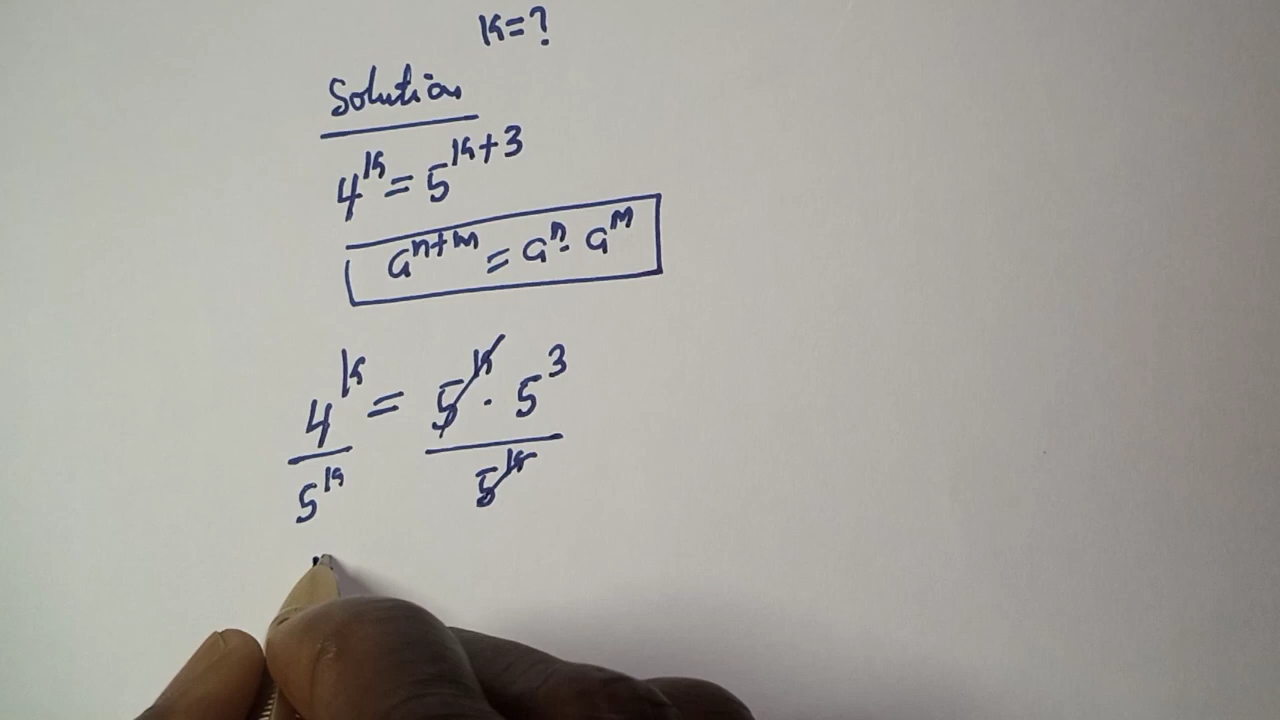 K=?
Solution
4^K = 5^{K+3}
a^{n+m} = a^n · a^m
4^K/5^K = 5^K · 5^3/5^K